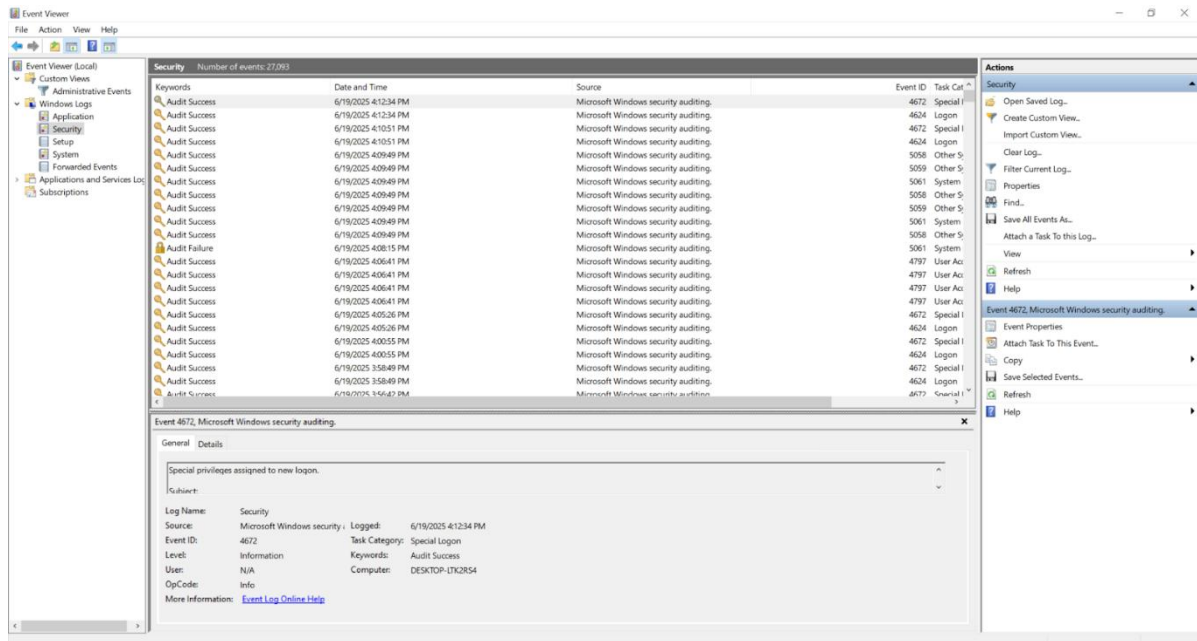 Event Viewer
File Action View Help
Event Viewer (Local)
Custom Views
Administrative Events
Windows Logs
Application
Security
Setup
System
Forwarded Events
Applications and Services Log
Subscriptions
Security Number of events: 27,093
Keywords Date and Time Source Event ID Task Cat
Audit Success 6/19/2025 4:12:34 PM Microsoft Windows security auditing. 4672 Special
Audit Success 6/19/2025 4:12:34 PM Microsoft Windows security auditing. 4624 Logon
Audit Success 6/19/2025 4:10:51 PM Microsoft Windows security auditing. 4672 Special
Audit Success 6/19/2025 4:10:51 PM Microsoft Windows security auditing. 4624 Logon
Audit Success 6/19/2025 4:09:49 PM Microsoft Windows security auditing. 5058 Other Sy
Audit Success 6/19/2025 4:09:49 PM Microsoft Windows security auditing. 5059 Other Sy
Audit Success 6/19/2025 4:09:49 PM Microsoft Windows security auditing. 5061 System
Audit Success 6/19/2025 4:09:49 PM Microsoft Windows security auditing. 5058 Other Sy
Audit Success 6/19/2025 4:09:49 PM Microsoft Windows security auditing. 5059 Other Sy
Audit Success 6/19/2025 4:09:49 PM Microsoft Windows security auditing. 5061 System
Audit Success 6/19/2025 4:09:49 PM Microsoft Windows security auditing. 5058 Other Sy
Audit Failure 6/19/2025 4:08:15 PM Microsoft Windows security auditing. 5061 System
Audit Success 6/19/2025 4:06:41 PM Microsoft Windows security auditing. 4797 User Acc
Audit Success 6/19/2025 4:06:41 PM Microsoft Windows security auditing. 4797 User Acc
Audit Success 6/19/2025 4:06:41 PM Microsoft Windows security auditing. 4797 User Acc
Audit Success 6/19/2025 4:06:41 PM Microsoft Windows security auditing. 4797 User Acc
Audit Success 6/19/2025 4:05:26 PM Microsoft Windows security auditing. 4672 Special
Audit Success 6/19/2025 4:05:26 PM Microsoft Windows security auditing. 4624 Logon
Audit Success 6/19/2025 4:00:55 PM Microsoft Windows security auditing. 4672 Special
Audit Success 6/19/2025 4:00:55 PM Microsoft Windows security auditing. 4624 Logon
Audit Success 6/19/2025 3:58:49 PM Microsoft Windows security auditing. 4672 Special
Audit Success 6/19/2025 3:58:49 PM Microsoft Windows security auditing. 4624 Logon
Audit Success 6/19/2025 3:56:42 PM Microsoft Windows security auditing. 4672 Special
Event 4672, Microsoft Windows security auditing.
General Details
Special privileges assigned to new logon.
Subject:
Log Name: Security
Source: Microsoft Windows security Logged: 6/19/2025 4:12:34 PM
Event ID: 4672 Task Category: Special Logon
Level: Information Keywords: Audit Success
User: N/A Computer: DESKTOP-LTK2RS4
OpCode: Info
More Information: Event Log Online Help
Actions
Security
Open Saved Log...
Create Custom View...
Import Custom View...
Clear Log...
Filter Current Log...
Properties
Find...
Save All Events As...
Attach a Task To this Log...
View
Refresh
Help
Event 4672, Microsoft Windows security auditing.
Event Properties
Attach Task To This Event...
Copy
Save Selected Events...
Refresh
Help